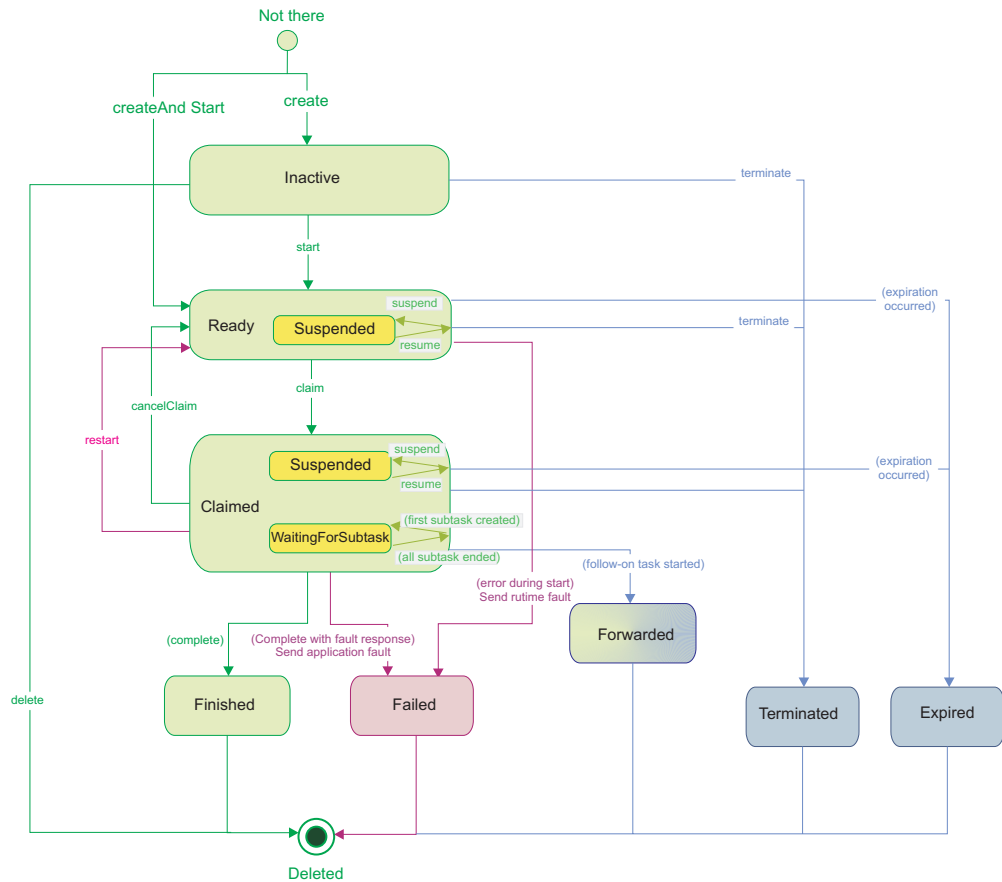 Not there
createAnd Start
create
Inactive
terminate
start
suspend
(expiration
occurred)
Ready
Suspended
terminate
resume
claim
cancelClaim
restart
suspend
Suspended
(expiration
occurred)
resume
Claimed
(first subtask created)
WaitingForSubtask
(all subtask ended)
(follow-on task started)
(error during start)
Send rutime fault
Forwarded
(complete)
(Complete with fault response)
Send application fault
delete
Finished
Failed
Terminated
Expired
Deleted